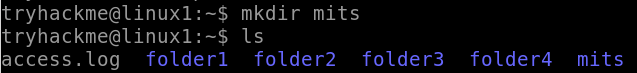 tryhackme@linux1:~$ mkdir mits
tryhackme@linux1:~$ ls
access.log  folder1  folder2  folder3  folder4  mits